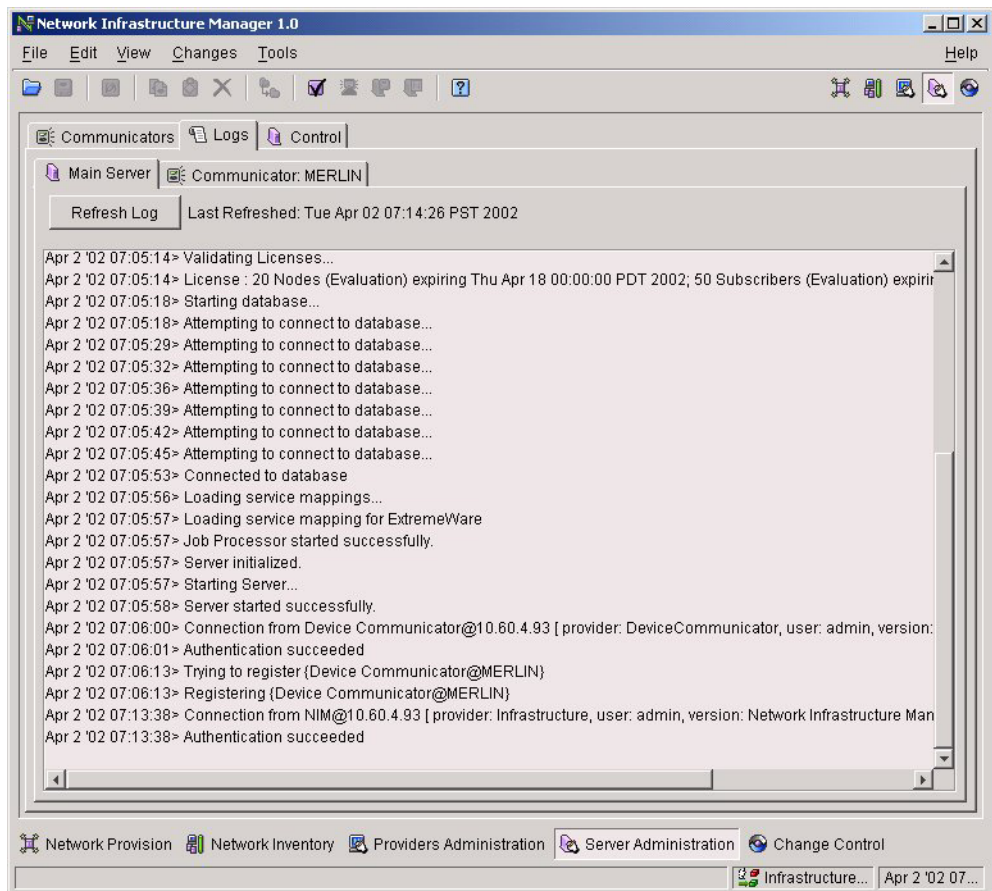 Network Infrastructure Manager 1.0
File Edit View Changes Tools Help
Communicators Logs Control
Main Server Communicator: MERLIN
Refresh Log Last Refreshed: Tue Apr 02 07:14:26 PST 2002
Apr 2 '02 07:05:14> Validating Licenses...
Apr 2 '02 07:05:14> License : 20 Nodes (Evaluation) expiring Thu Apr 18 00:00:00 PDT 2002; 50 Subscribers (Evaluation) expirin
Apr 2 '02 07:05:18> Starting database...
Apr 2 '02 07:05:18> Attempting to connect to database...
Apr 2 '02 07:05:29> Attempting to connect to database...
Apr 2 '02 07:05:32> Attempting to connect to database...
Apr 2 '02 07:05:36> Attempting to connect to database...
Apr 2 '02 07:05:39> Attempting to connect to database...
Apr 2 '02 07:05:42> Attempting to connect to database...
Apr 2 '02 07:05:45> Attempting to connect to database...
Apr 2 '02 07:05:53> Connected to database
Apr 2 '02 07:05:56> Loading service mappings...
Apr 2 '02 07:05:57> Loading service mapping for ExtremeWare
Apr 2 '02 07:05:57> Job Processor started successfully.
Apr 2 '02 07:05:57> Server initialized.
Apr 2 '02 07:05:57> Starting Server...
Apr 2 '02 07:05:58> Server started successfully.
Apr 2 '02 07:06:00> Connection from Device Communicator@10.60.4.93 [ provider: DeviceCommunicator, user: admin, version:
Apr 2 '02 07:06:01> Authentication succeeded
Apr 2 '02 07:06:13> Trying to register {Device Communicator@MERLIN}
Apr 2 '02 07:06:13> Registering {Device Communicator@MERLIN}
Apr 2 '02 07:13:38> Connection from NIM@10.60.4.93 [ provider: Infrastructure, user: admin, version: Network Infrastructure Man
Apr 2 '02 07:13:38> Authentication succeeded
Network Provision Network Inventory Providers Administration Server Administration Change Control
Infrastructure... Apr 2 '02 07...